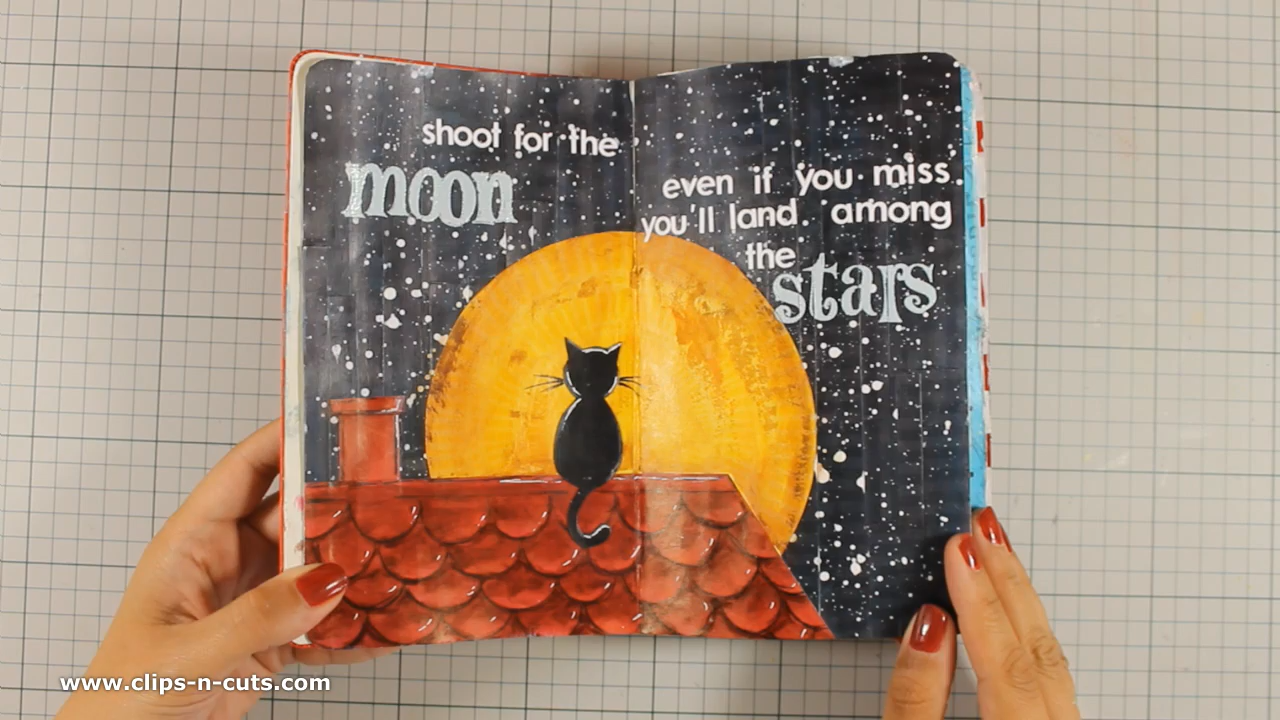 shoot for the
moon
even if you miss.
you'll land. among
the
stars
www.clips-n-cuts.com